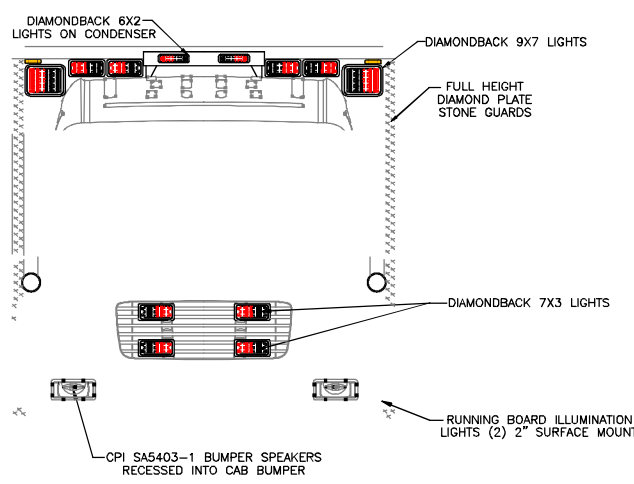 DIAMONDBACK 6X2
LIGHTS ON CONDENSER
DIAMONDBACK 9X7 LIGHTS
FULL HEIGHT
DIAMOND PLATE
STONE GUARDS
DIAMONDBACK 7X3 LIGHTS
RUNNING BOARD ILLUMINATION
LIGHTS (2) 2" SURFACE MOUNT
CPI SA5403-1 BUMPER SPEAKERS
RECESSED INTO CAB BUMPER